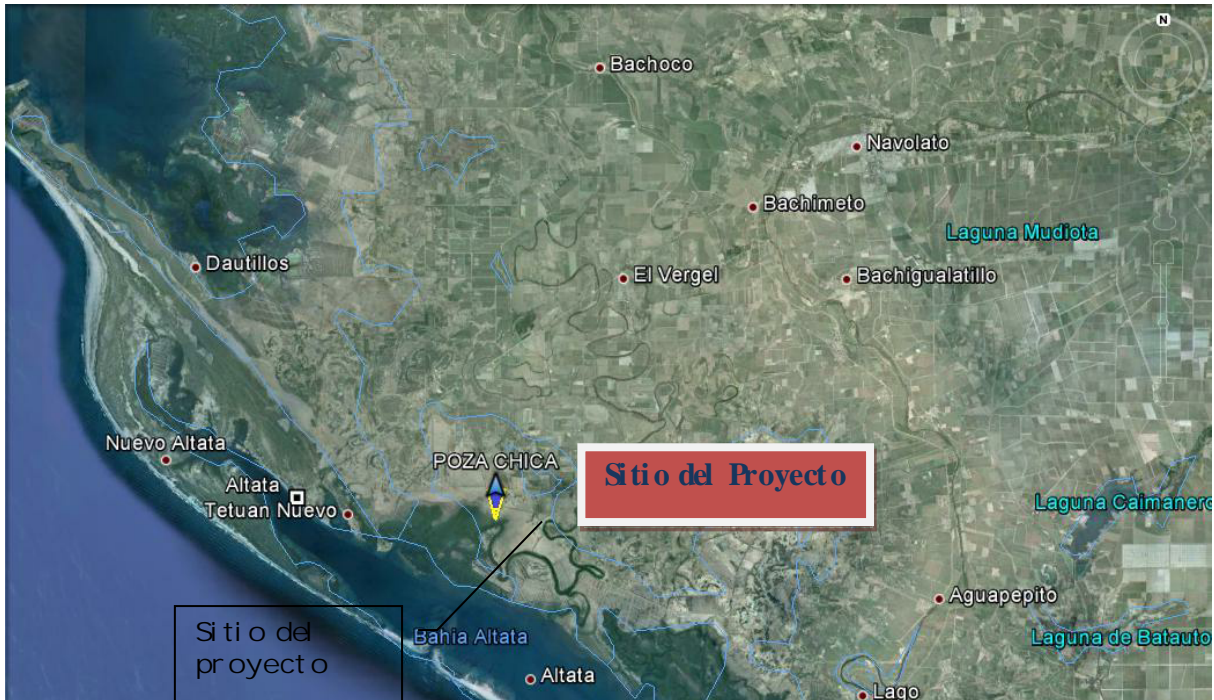 N
Bachoco
Navolato
Bachimeto
Laguna Mudiota
Dautillos
El Vergel
Bachigualatillo
Nuevo Altata
POZA CHICA
Sitio del Proyecto
Altata
Tetuan Nuevo
Laguna Caimanero
Aguapepito
Sitio del
proyecto
Bahia Altata
Laguna de Batauto
Altata
Lago